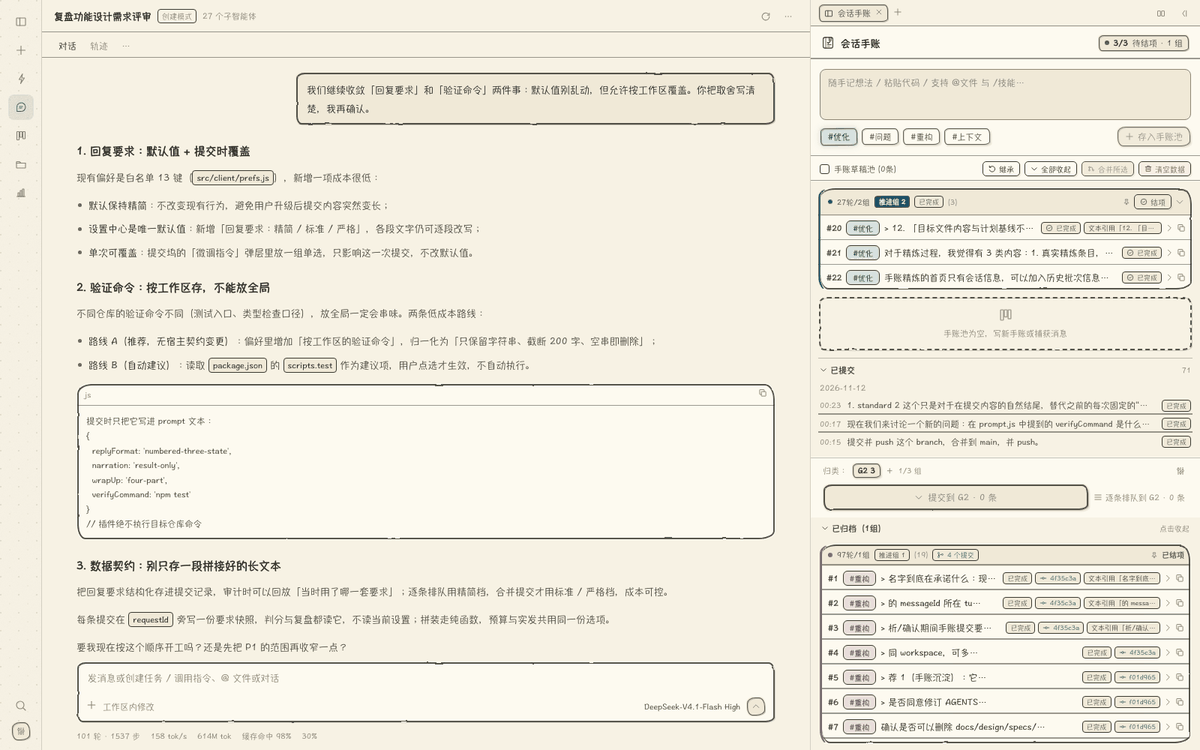 复盘功能设计需求评审 创建模式 27 个子智能体
对话 轨迹 ···
我们继续收敛「回复要求」和「验证命令」两件事：默认值别乱动，但允许按工作区覆盖。你把取舍写清
楚，我再确认。
1. 回复要求：默认值 + 提交时覆盖
现有偏好是白名单 13 键（src/client/prefs.js），新增一项成本很低：
• 默认保持精简：不改变现有行为，避免用户升级后提交内容突然变长；
• 设置中心是唯一默认值：新增「回复要求：精简 / 标准 / 严格」，各段文字仍可逐段改写；
• 单次可覆盖：提交坞的「微调指令」弹层里放一组单选，只影响这一次提交，不改默认值。
2. 验证命令：按工作区存，不能放全局
不同仓库的验证命令不同（测试入口、类型检查口径），放全局一定会串味。两条低成本路线：
• 路线 A（推荐，无宿主契约变更）：偏好里增加「按工作区的验证命令」，归一化为「只保留字符串、截断 200 字、空串即删除」；
• 路线 B（自动建议）：读取 package.json 的 scripts.test 作为建议项，用户点选才生效，不自动执行。
js
提交时只把它写进 prompt 文本：
{
replyFormat: 'numbered-three-state',
narration: 'result-only',
wrapUp: 'four-part',
verifyCommand: 'npm test'
}
// 插件绝不执行目标仓库命令
3. 数据契约：别只存一段拼接好的长文本
把回复要求结构化存进提交记录，审计时可以回放「当时用了哪一套要求」；逐条排队用精简档，合并提交才用标准 / 严格档，成本可控。
每条提交在 requestId 旁写一份要求快照，判分与复盘都读它，不读当前设置；拼装走纯函数，预算与实发共用同一份选项。
要我现在按这个顺序开工吗？还是先把 P1 的范围再收窄一点？
发消息或创建任务 / 调用指令、@ 文件或对话
+ 工作区内修改 DeepSeek-V4.1-Flash High
101 轮 · 1537 步 158 tok/s 614M tok 缓存命中 98% 30%
会话手账 × +
会话手账 3/3 待结项 · 1 组
随手记想法 / 粘贴代码 / 支持 @文件 与 /技能···
#优化 #问题 #重构 #上下文 + 存入手账池
手账草稿池 (0条) 继承 全部收起 合并所选 清空数据
27轮/2组 推进组 2 已完成 (3) 结项
#20 #优化 > 12. 「目标文件内容与计划基线不··· 已完成 文本引用「12. 「目···
#21 #优化 对于精炼过程，我觉得有 3 类内容：1. 真实精炼条目，··· 已完成
#22 #优化 手账精炼的首页只有会话信息，可以加入历史批次信息··· 已完成
手账池为空，写新手账或捕获消息
已提交 71
2026-11-12
00:23 1. standard 2 这个只是对于在提交内容的自然结尾，替代之前的每次固定的“··· 已完成
00:17 现在我们来讨论一个新的问题：在 prompt.js 中提到的 verifyCommand 是什么··· 已完成
00:15 提交并 push 这个 branch，合并到 main，并 push。 已完成
归类： G2 3 + 1/3 组
提交到 G2 · 0 条 逐条排队到 G2 · 0 条
已归档（1组） 点击收起
97轮/1组 推进组 1 (19) 4 个提交 已结项
#1 #重构 > 名字到底在承诺什么：现··· 已完成 4f35c3a 文本引用「名字到底···
#2 #重构 > 的 messageId 所在 tu··· 已完成 4f35c3a 文本引用「的 messa···
#3 #重构 > 析/确认期间手账提交要··· 已完成 4f35c3a 文本引用「析/确认···
#4 #重构 > 同 workspace，可多··· 已完成 4f35c3a
#5 #重构 > 荐 1（手账沉淀）：它··· 已完成 f01d965
#6 #重构 > 是否同意修订 AGENTS··· 已完成 f01d965
#7 #重构 确认是否可以删除 docs/design/specs/··· 已完成 f01d965